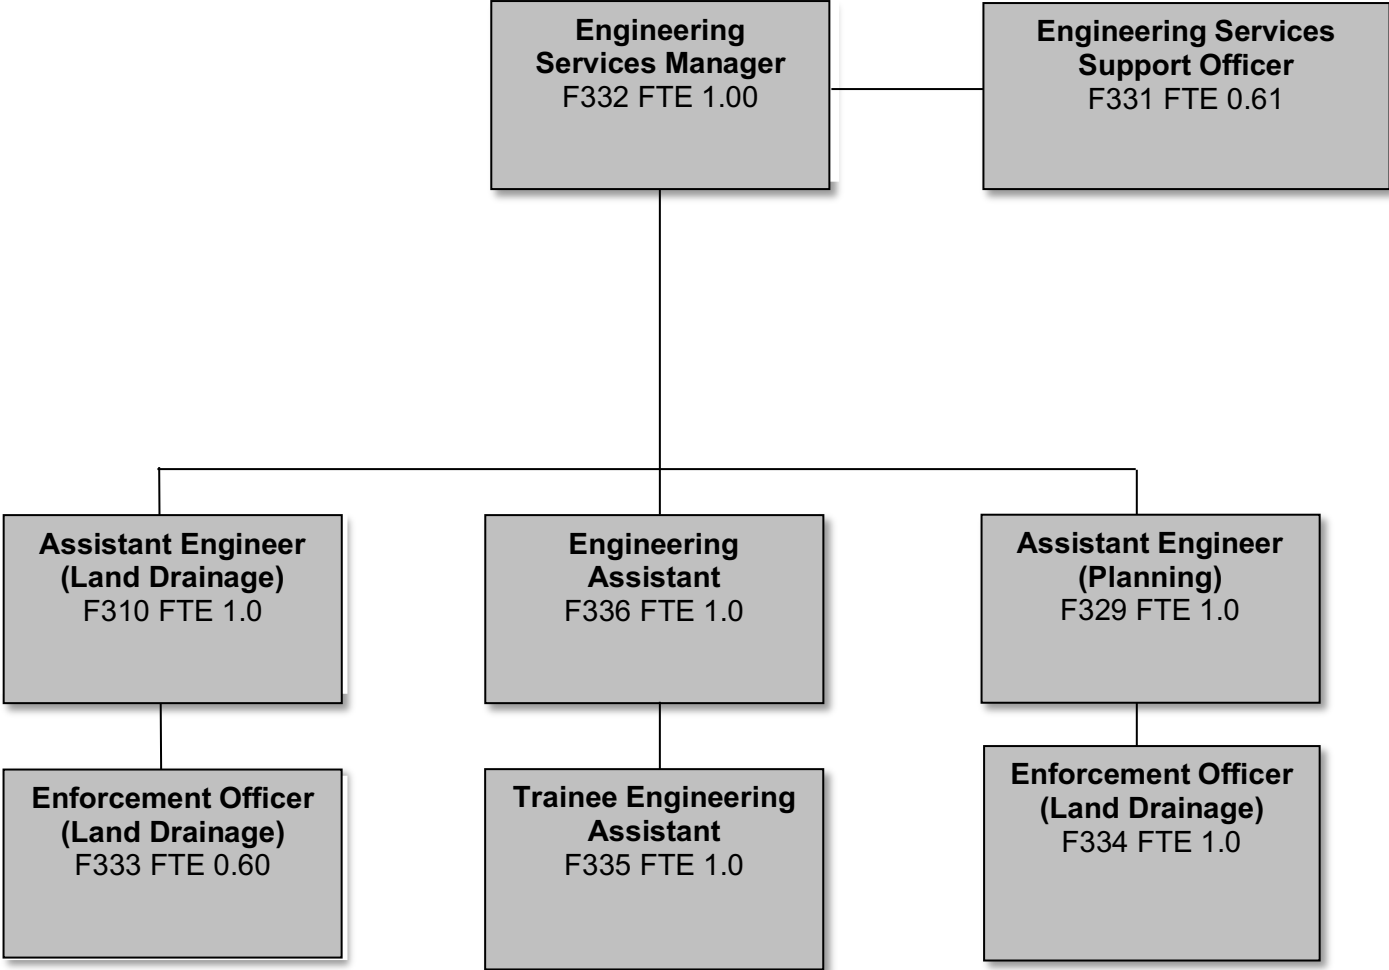 Engineering
Services Manager
F332 FTE 1.00
Engineering Services
Support Officer
F331 FTE 0.61
Assistant Engineer
(Land Drainage)
F310 FTE 1.0
Engineering
Assistant
F336 FTE 1.0
Assistant Engineer
(Planning)
F329 FTE 1.0
Enforcement Officer
(Land Drainage)
F333 FTE 0.60
Trainee Engineering
Assistant
F335 FTE 1.0
Enforcement Officer
(Land Drainage)
F334 FTE 1.0